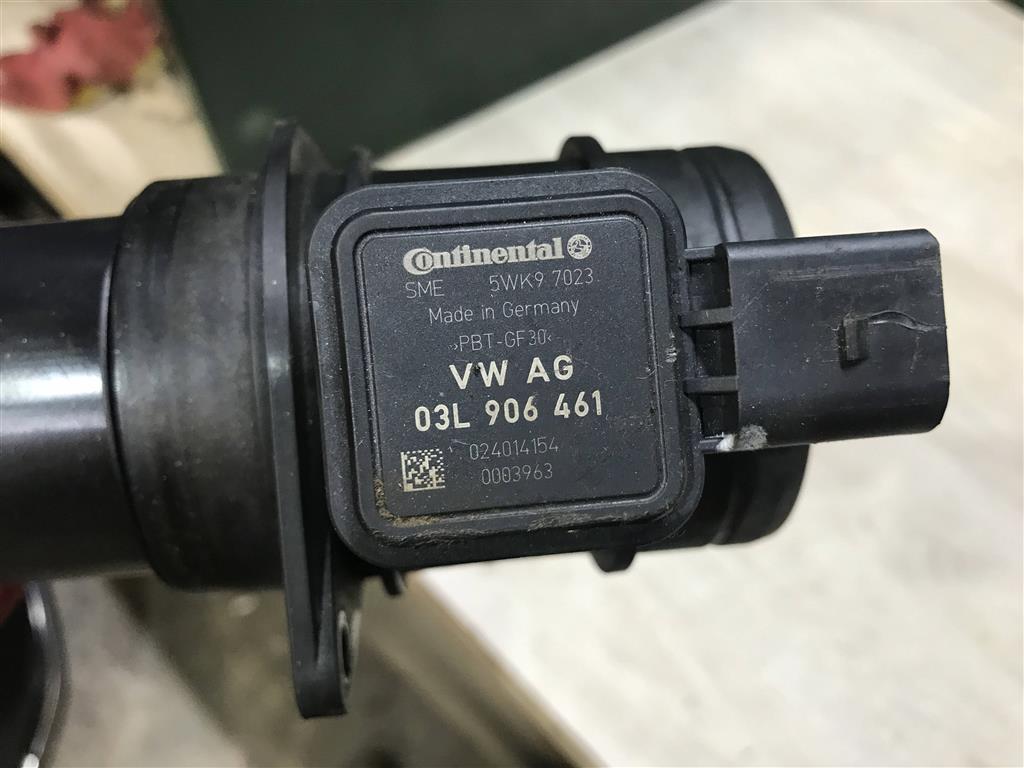 Continental
SME 5WK9 7023
Made in Germany
>PBT-GF30<
VW AG
03L 906 461
024014154
0003963